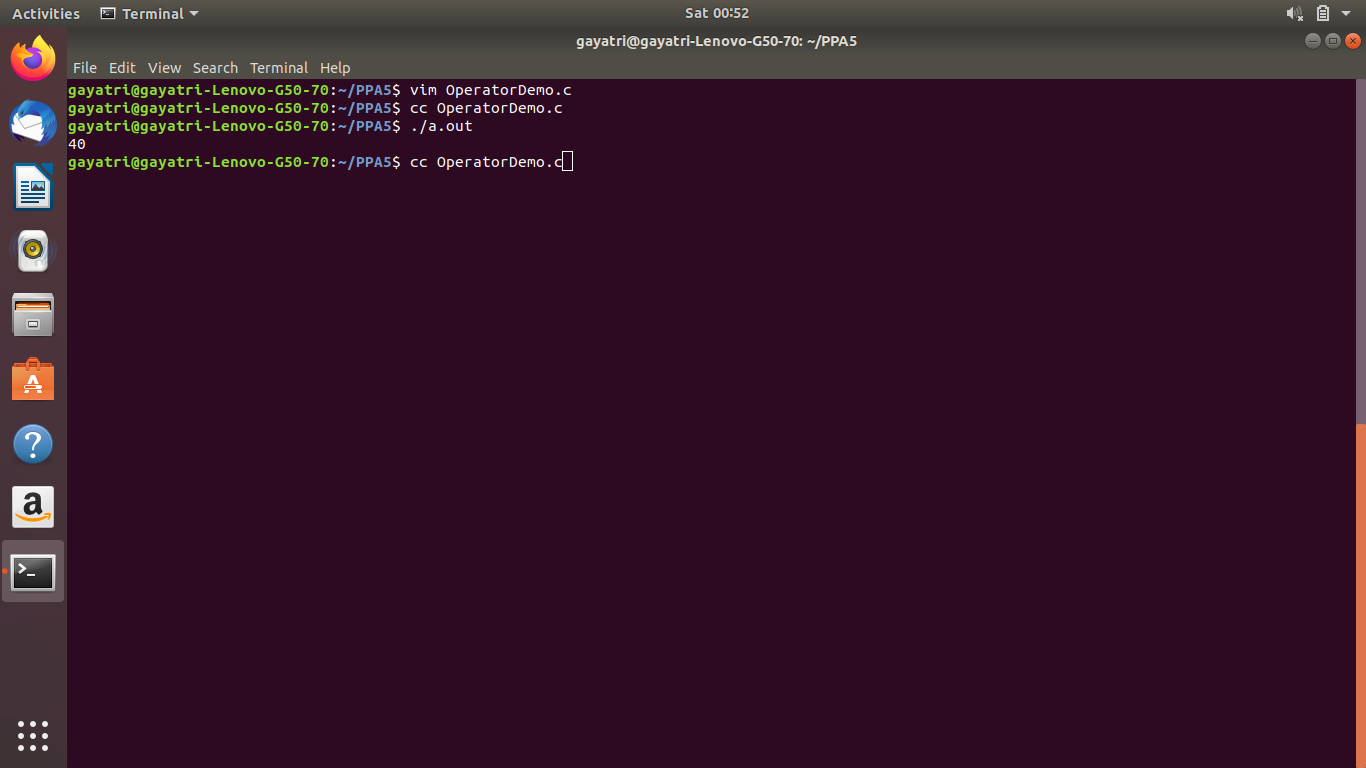 Activities Terminal Sat 00:52
gayatri@gayatri-Lenovo-G50-70: ~/PPA5
File Edit View Search Terminal Help
gayatri@gayatri-Lenovo-G50-70:~/PPA5$ vim OperatorDemo.c
gayatri@gayatri-Lenovo-G50-70:~/PPA5$ cc OperatorDemo.c
gayatri@gayatri-Lenovo-G50-70:~/PPA5$ ./a.out
40
gayatri@gayatri-Lenovo-G50-70:~/PPA5$ cc OperatorDemo.c